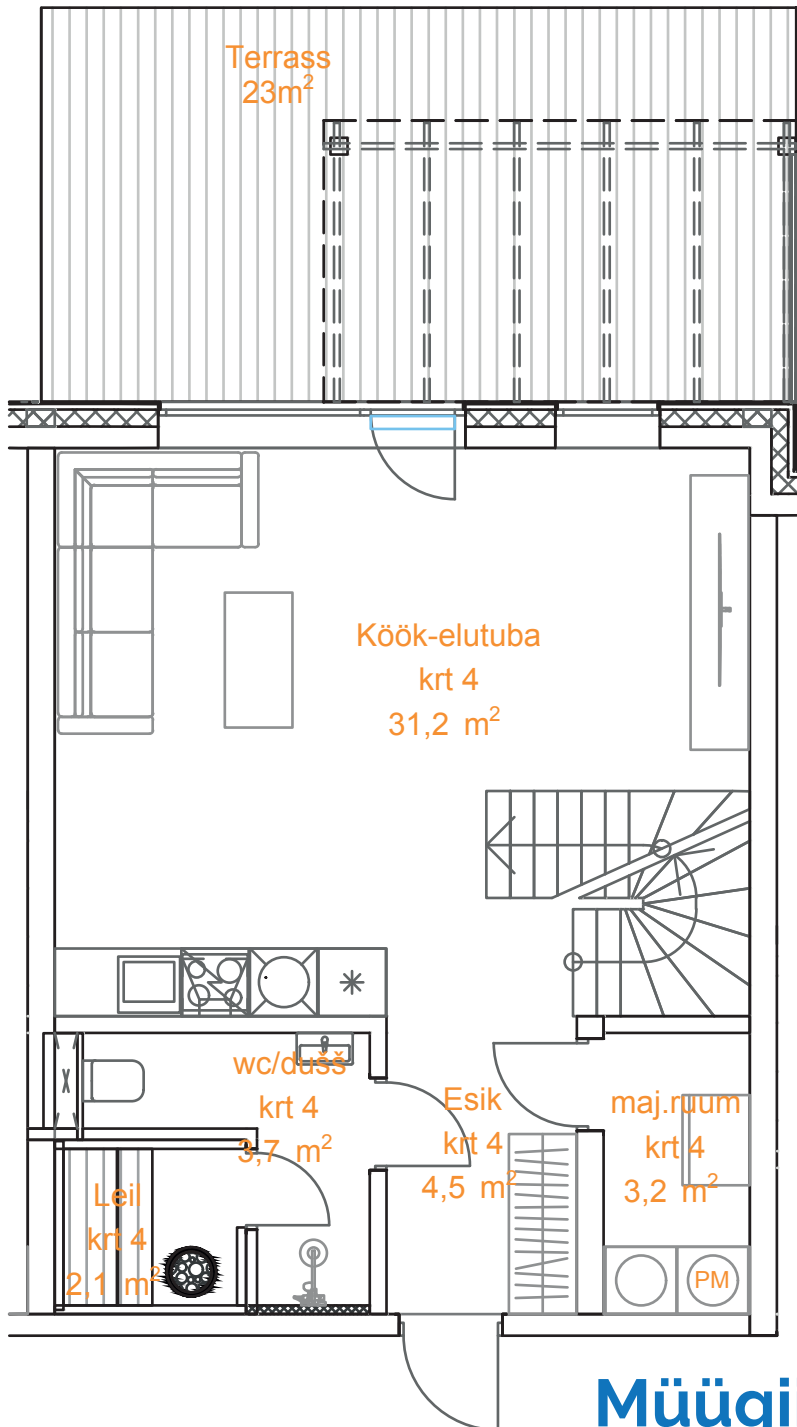 Terrass
23m²
Köök-elutuba
krt 4
31,2 m²
wc/dušš
krt 4
3,7 m²
Esik
krt 4
4,5 m²
maj.ruum
krt 4
3,2 m²
Leil
krt 4
2,1 m²
PM
Müügi